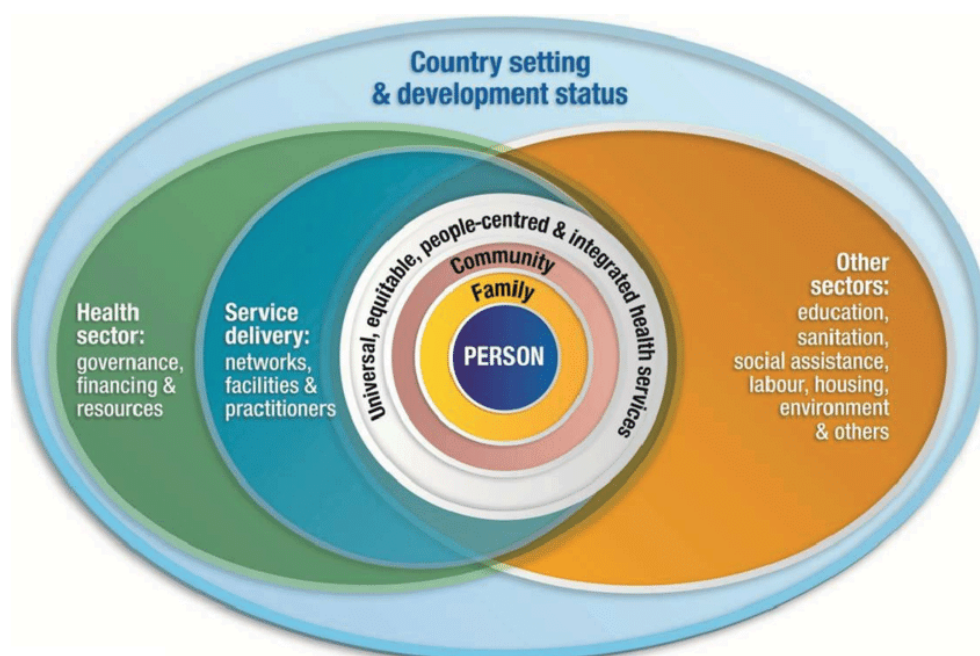 Country setting
& development status
Health
sector:
governance,
financing &
resources
Service
delivery:
networks,
facilities &
practitioners
Universal, equitable, people-centred & integrated health services
Community
Family
PERSON
Other
sectors:
education,
sanitation,
social assistance,
labour, housing,
environment
& others